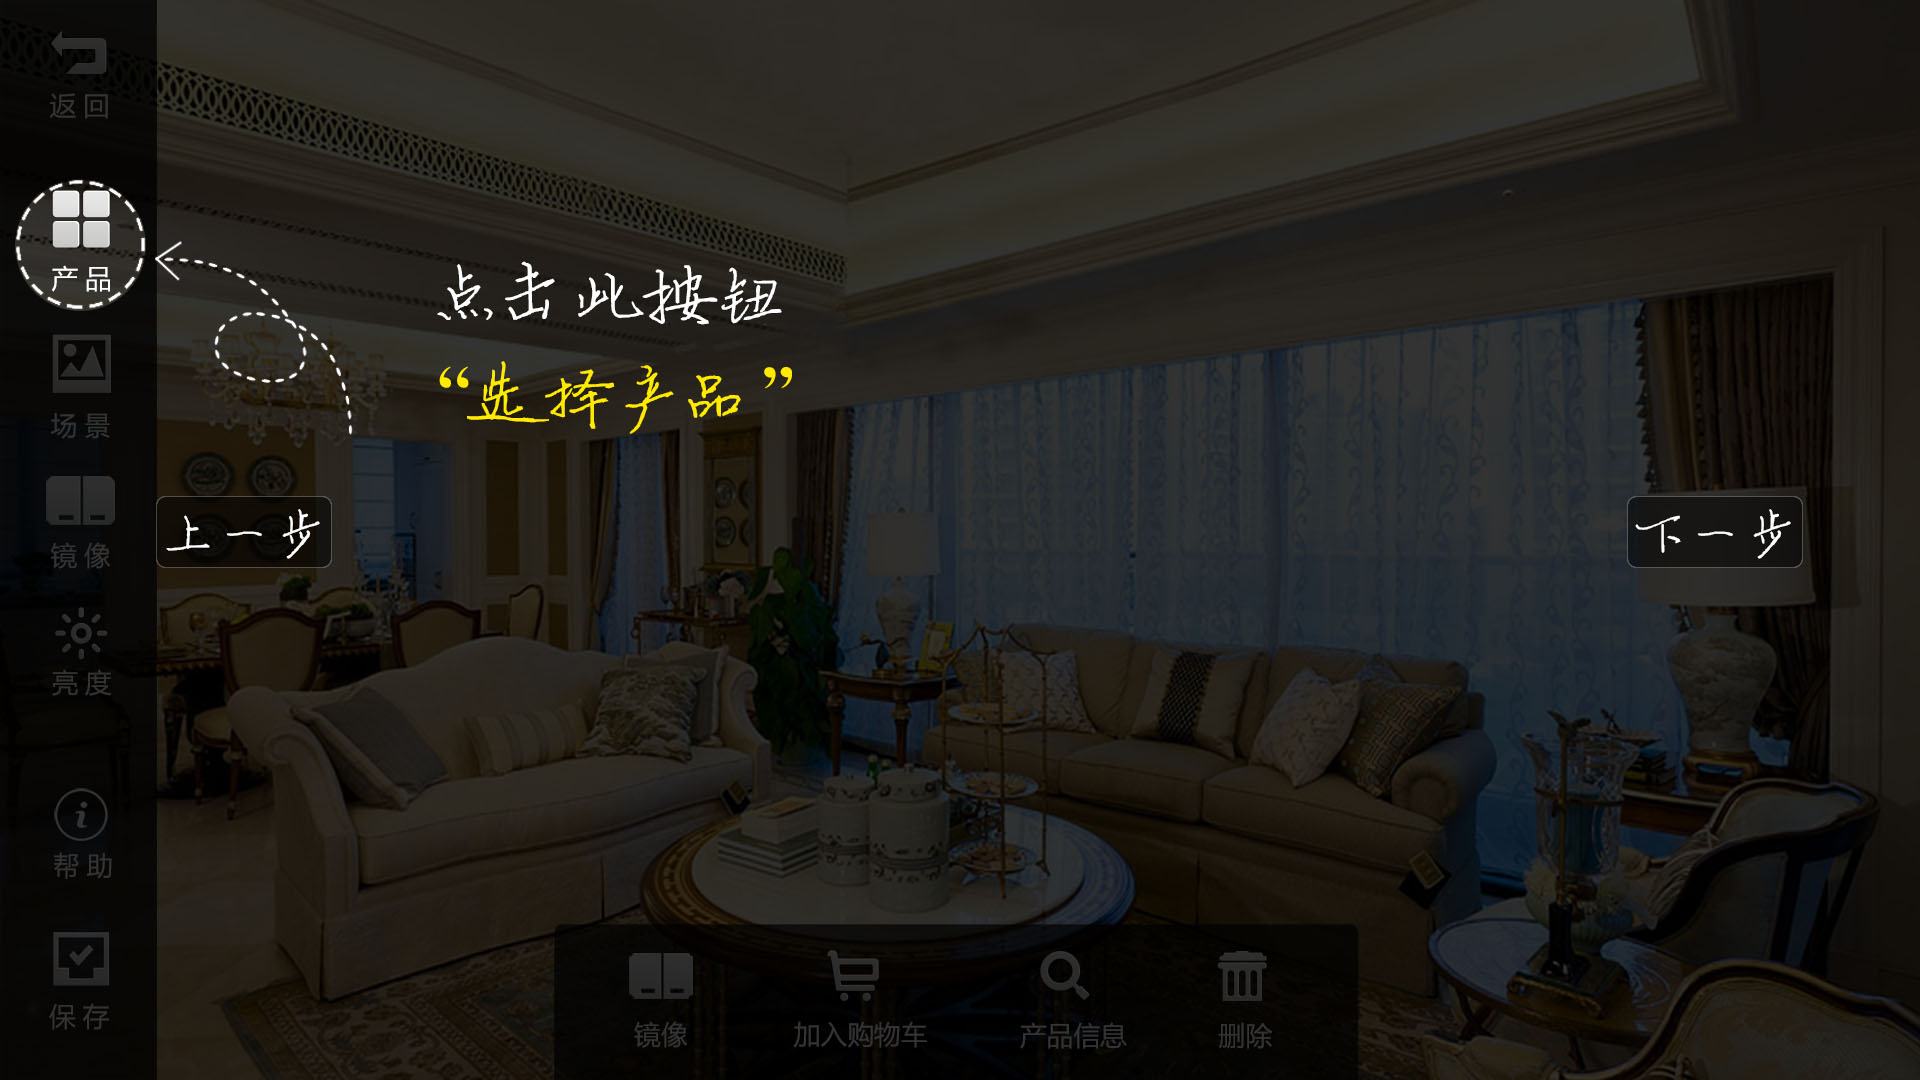 返回
产品
场景
镜像
亮度
帮助
保存
点击此按钮
“选择产品”
上一步
下一步
镜像
加入购物车
产品信息
删除